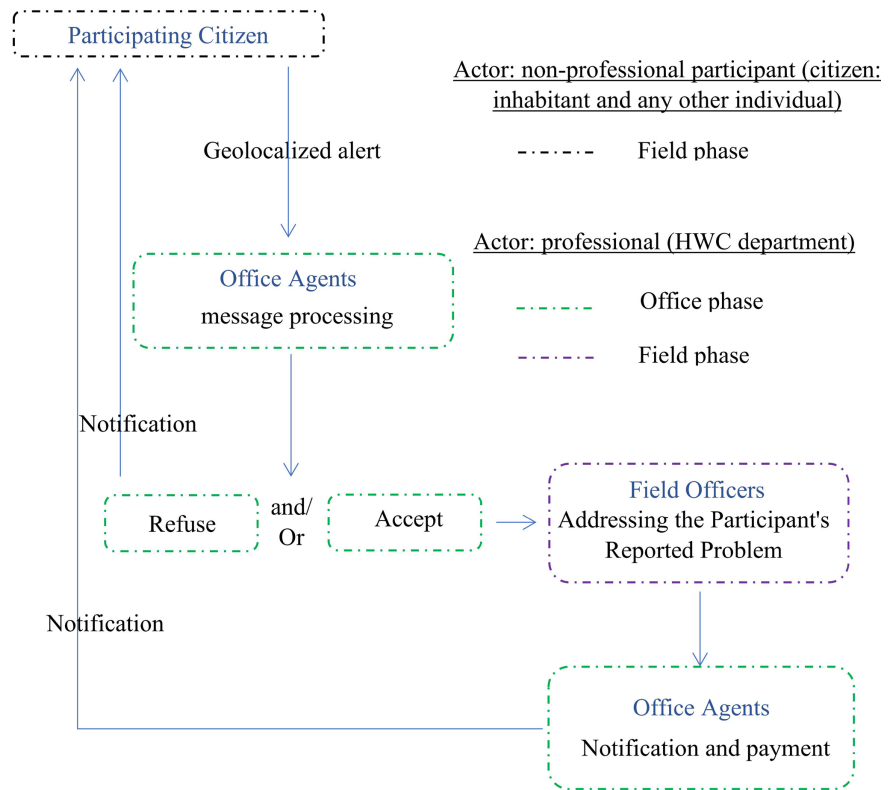 Participating Citizen
Actor: non-professional participant (citizen:
inhabitant and any other individual)
Geolocalized alert
Field phase
Actor: professional (HWC department)
Office Agents
message processing
Office phase
Field phase
Notification
Refuse
and/
Or
Accept
Field Officers
Addressing the Participant's
Reported Problem
Notification
Office Agents
Notification and payment